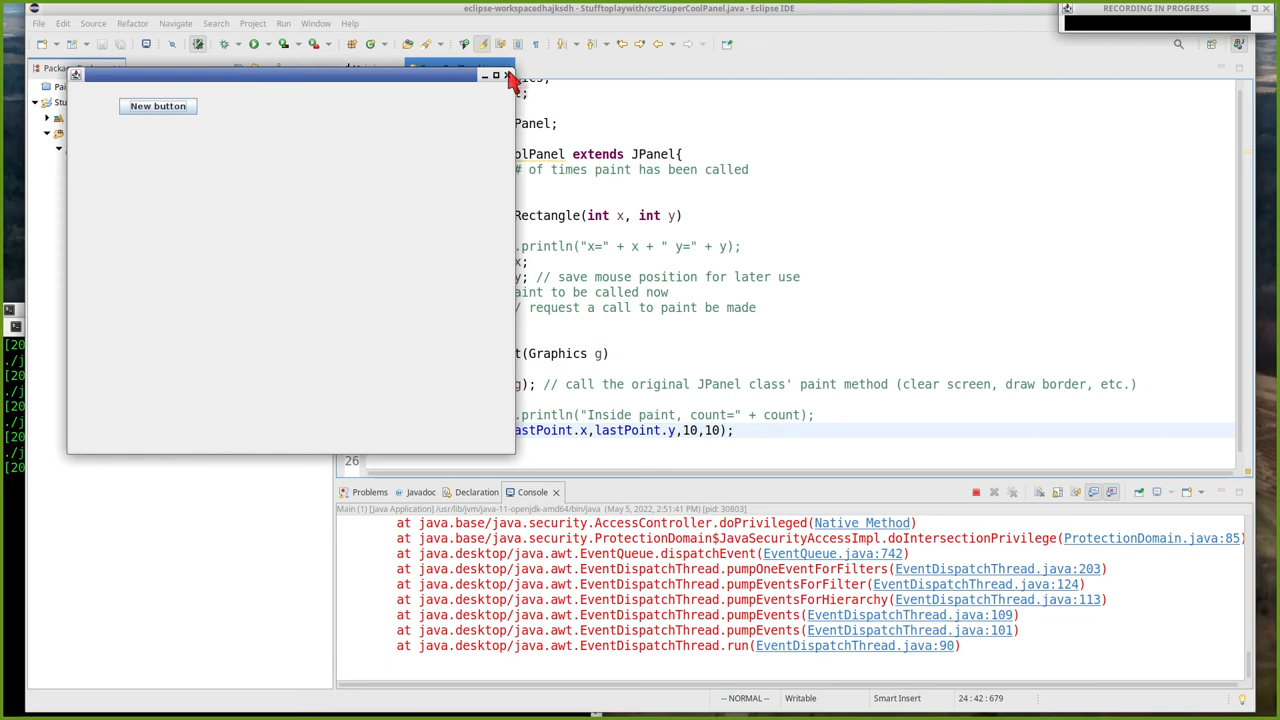 eclipse-workspacedhajksdh - Stufftoplaywith/src/SuperCoolPanel.java - Eclipse IDE
RECORDING IN PROGRESS
File Edit Source Refactor Navigate Search Project Run Window Help
New button
Panel;
olPanel extends JPanel{
# of times paint has been called
Rectangle(int x, int y)
.println("x=" + x + " y=" + y);
x;
y; // save mouse position for later use
aint to be called now
/ request a call to paint be made
t(Graphics g)
g); // call the original JPanel class' paint method (clear screen, draw border, etc.)
.println("Inside paint, count=" + count);
astPoint.x,lastPoint.y,10,10);
26
[20
./j
[20
./j
[20
./j
[20
./j
[20
Problems Javadoc Declaration Console
Main (1) [Java Application] /usr/lib/jvm/java-11-openjdk-amd64/bin/java (May 5, 2022, 2:51:41 PM) [pid: 30803]
at java.base/java.security.AccessController.doPrivileged(Native Method)
at java.base/java.security.ProtectionDomain$JavaSecurityAccessImpl.doIntersectionPrivilege(ProtectionDomain.java:85)
at java.desktop/java.awt.EventQueue.dispatchEvent(EventQueue.java:742)
at java.desktop/java.awt.EventDispatchThread.pumpOneEventForFilters(EventDispatchThread.java:203)
at java.desktop/java.awt.EventDispatchThread.pumpEventsForFilter(EventDispatchThread.java:124)
at java.desktop/java.awt.EventDispatchThread.pumpEventsForHierarchy(EventDispatchThread.java:113)
at java.desktop/java.awt.EventDispatchThread.pumpEvents(EventDispatchThread.java:109)
at java.desktop/java.awt.EventDispatchThread.pumpEvents(EventDispatchThread.java:101)
at java.desktop/java.awt.EventDispatchThread.run(EventDispatchThread.java:90)
-- NORMAL -- Writable Smart Insert 24 : 42 : 679